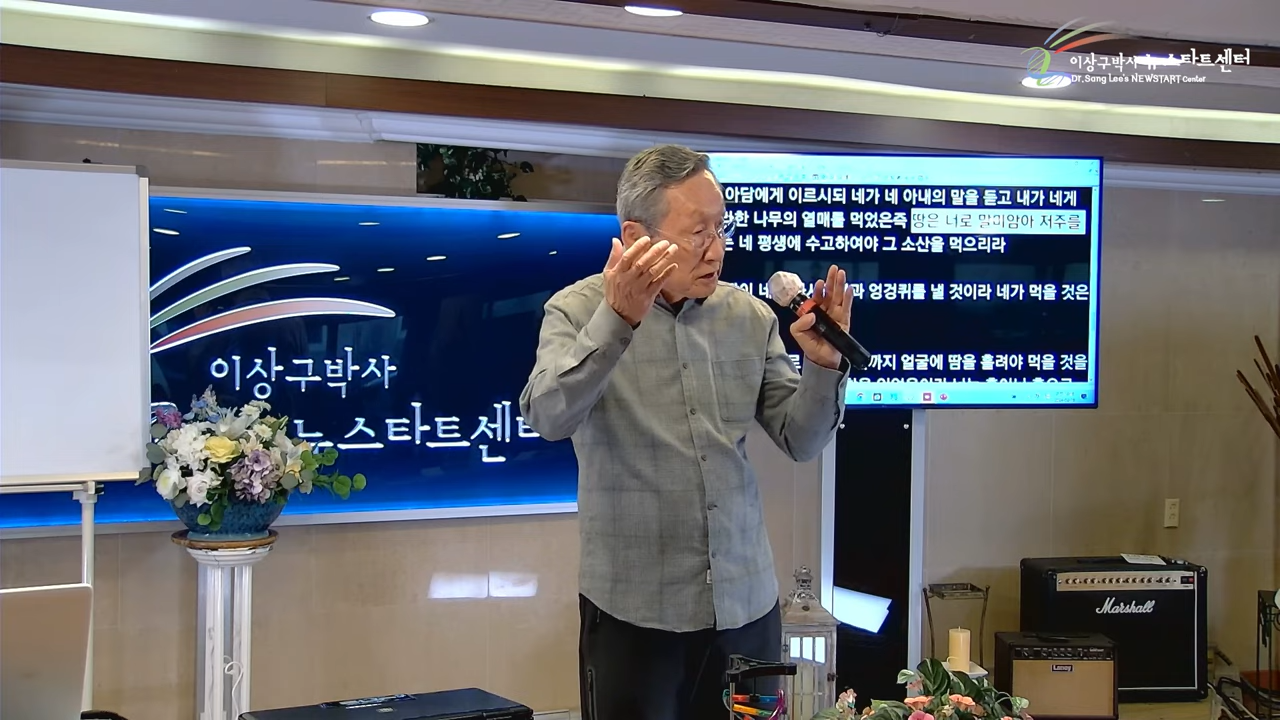 이상구박사 뉴스타트센터
Dr. Sang Lee's NEWSTART Center
아담에게 이르시되 네가 네 아내의 말을 듣고 내가 네게
한 나무의 열매를 먹었은즉 땅은 너로 말미암아 저주를
는 네 평생에 수고하여야 그 소산을 먹으리라
과 엉겅퀴를 낼 것이라 네가 먹을 것은
까지 얼굴에 땀을 흘려야 먹을 것을
이상구박사
뉴스타트센터
Marshall
Laney